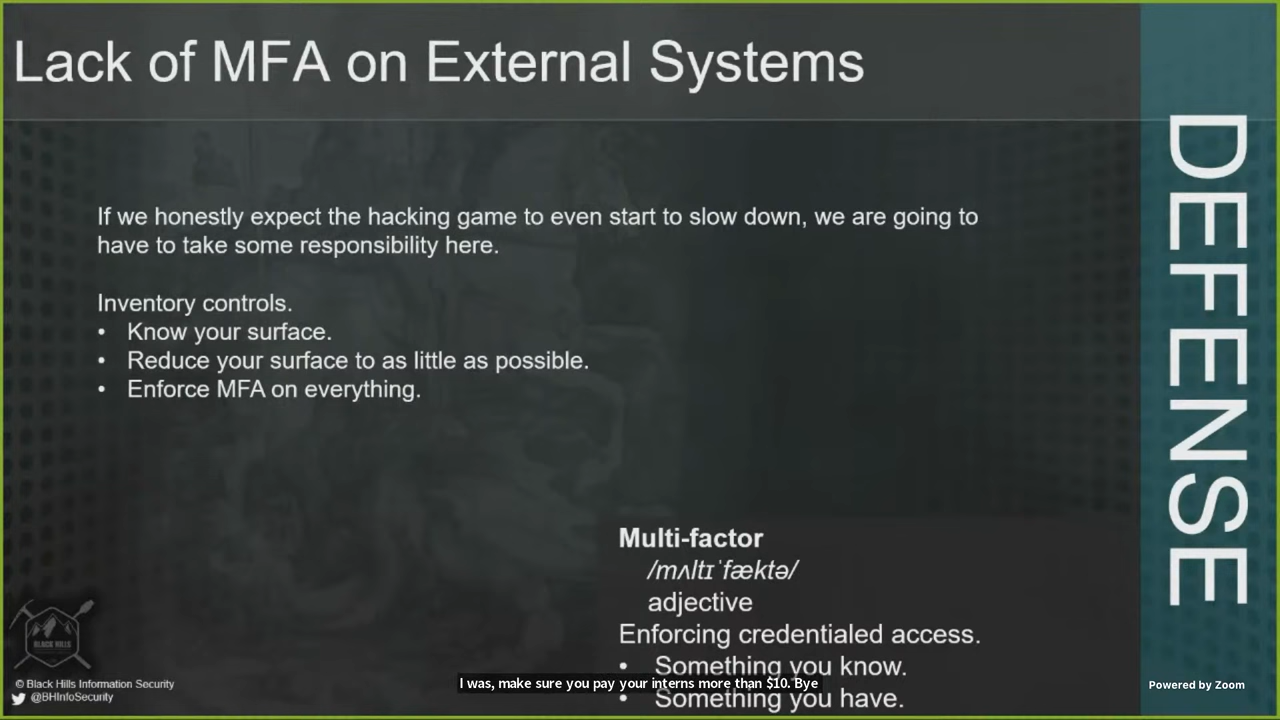 Lack of MFA on External Systems
DEFENSE
If we honestly expect the hacking game to even start to slow down, we are going to
have to take some responsibility here.
Inventory controls.
• Know your surface.
• Reduce your surface to as little as possible.
• Enforce MFA on everything.
Multi-factor
/mʌltɪˈfæktə/
adjective
Enforcing credentialed access.
• Something you know.
• Something you have.
I was, make sure you pay your interns more than $10. Bye
BLACK HILLS
© Black Hills Information Security
@BHInfoSecurity
Powered by Zoom